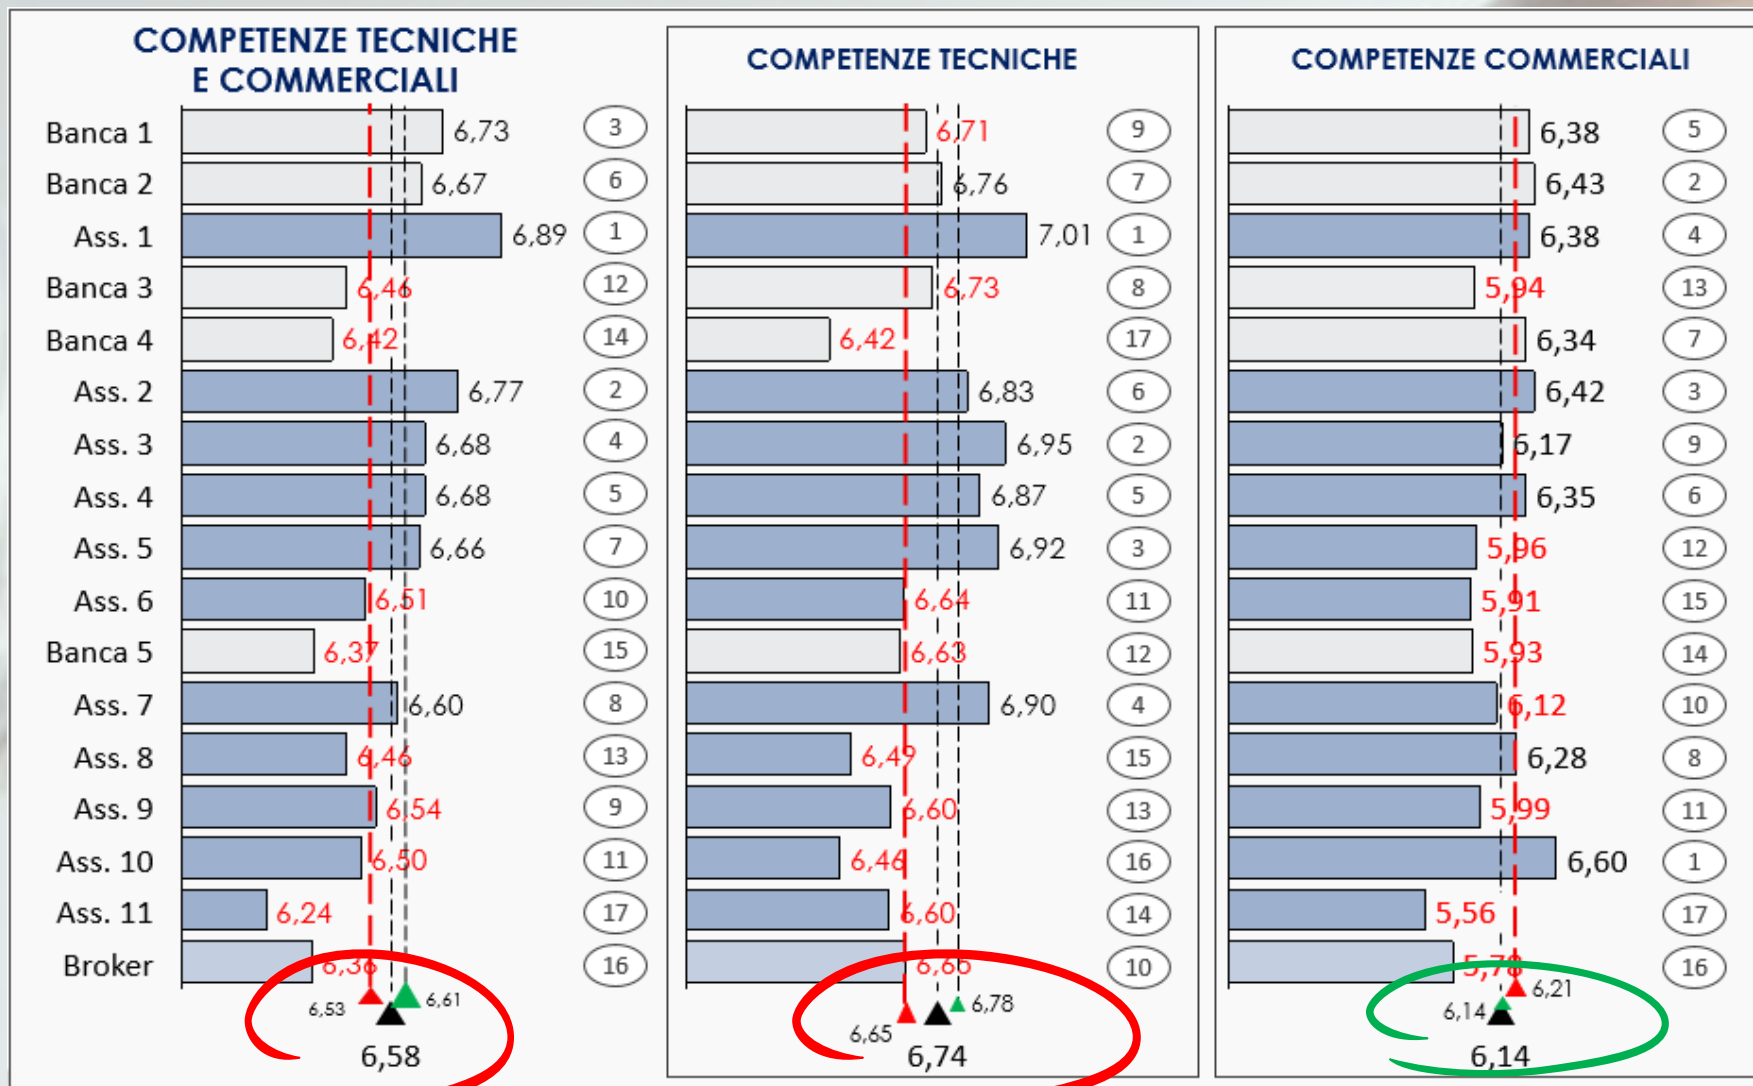 COMPETENZE TECNICHE
E COMMERCIALI
COMPETENZE TECNICHE
COMPETENZE COMMERCIALI
Banca 1 6,73 3 6,71 9 6,38 5
Banca 2 6,67 6 6,76 7 6,43 2
Ass. 1 6,89 1 7,01 1 6,38 4
Banca 3 6,46 12 6,73 8 5,94 13
Banca 4 6,42 14 6,42 17 6,34 7
Ass. 2 6,77 2 6,83 6 6,42 3
Ass. 3 6,68 4 6,95 2 6,17 9
Ass. 4 6,68 5 6,87 5 6,35 6
Ass. 5 6,66 7 6,92 3 5,96 12
Ass. 6 6,51 10 6,64 11 5,91 15
Banca 5 6,37 15 6,63 12 5,93 14
Ass. 7 6,60 8 6,90 4 6,12 10
Ass. 8 6,46 13 6,49 15 6,28 8
Ass. 9 6,54 9 6,60 13 5,99 11
Ass. 10 6,50 11 6,46 16 6,60 1
Ass. 11 6,24 17 6,60 14 5,56 17
Broker 6,36 16 6,65 10 5,78 16
6,53 6,61 6,65 6,78 6,14 6,21
6,58 6,74 6,14